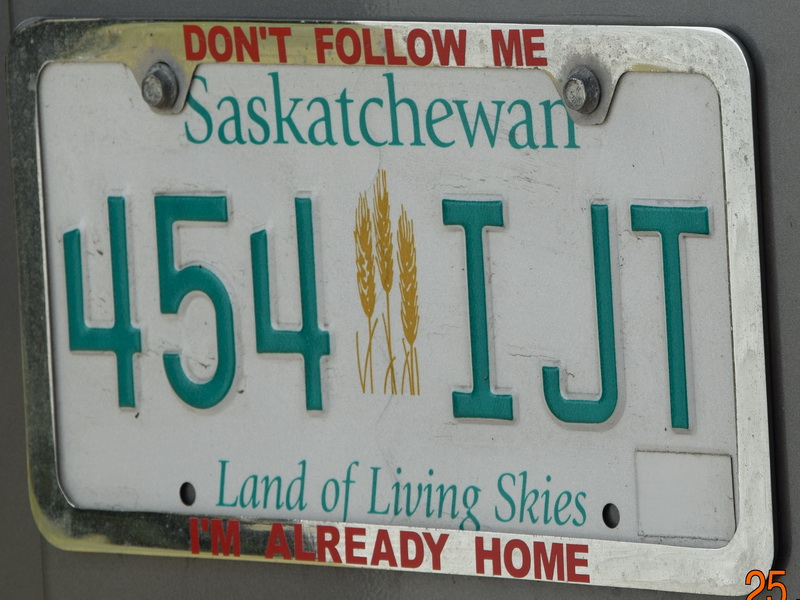 DON'T FOLLOW ME
Saskatchewan
454 IJT
Land of Living Skies
I'M ALREADY HOME
25